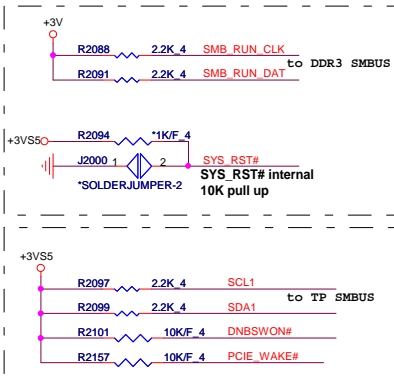 +3V
R2088 2.2K_4 SMB_RUN_CLK
to DDR3 SMBUS
R2091 2.2K_4 SMB_RUN_DAT
+3VS5 R2094 *1K/F_4
J2000 1 2 SYS_RST#
*SOLDERJUMPER-2 SYS_RST# internal
10K pull up
+3VS5
R2097 2.2K_4 SCL1
to TP SMBUS
R2099 2.2K_4 SDA1
R2101 10K/F_4 DNBSWON#
R2157 10K/F_4 PCIE_WAKE#